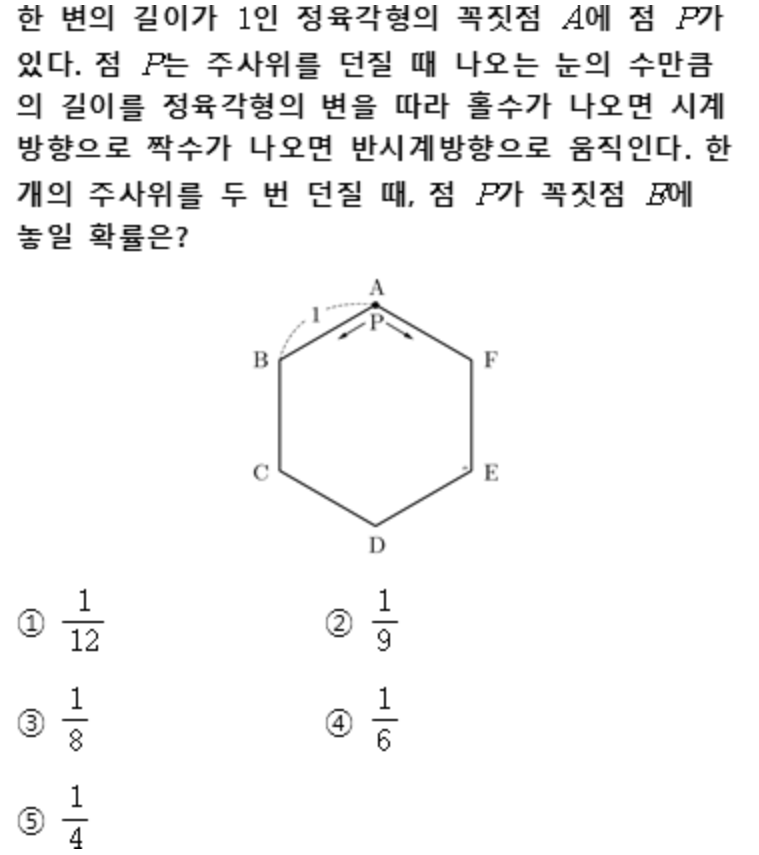 한 변의 길이가 1인 정육각형의 꼭짓점 A에 점 P가
있다. 점 P는 주사위를 던질 때 나오는 눈의 수만큼
의 길이를 정육각형의 변을 따라 홀수가 나오면 시계
방향으로 짝수가 나오면 반시계방향으로 움직인다. 한
개의 주사위를 두 번 던질 때, 점 P가 꼭짓점 E에
놓일 확률은?
A
1
P
B F
C E
D
① 1/12 ② 1/9
③ 1/8 ④ 1/6
⑤ 1/4